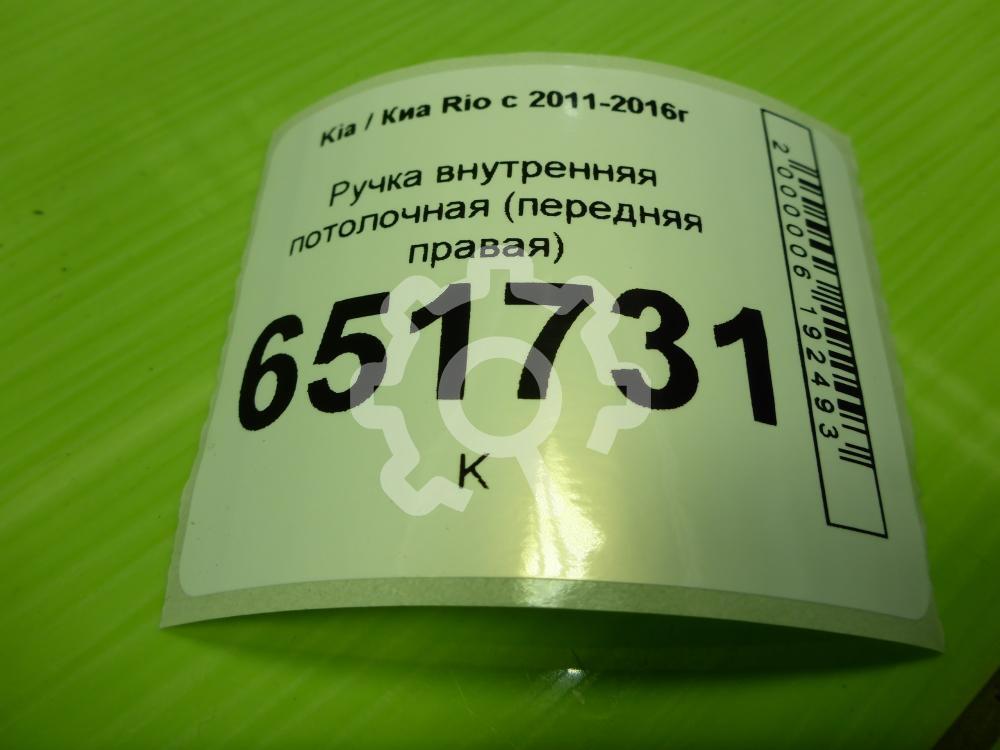 Kia / Киа Rio с 2011-2016г
Ручка внутренняя
потолочная (передняя
правая)
651731
К
2000006192493